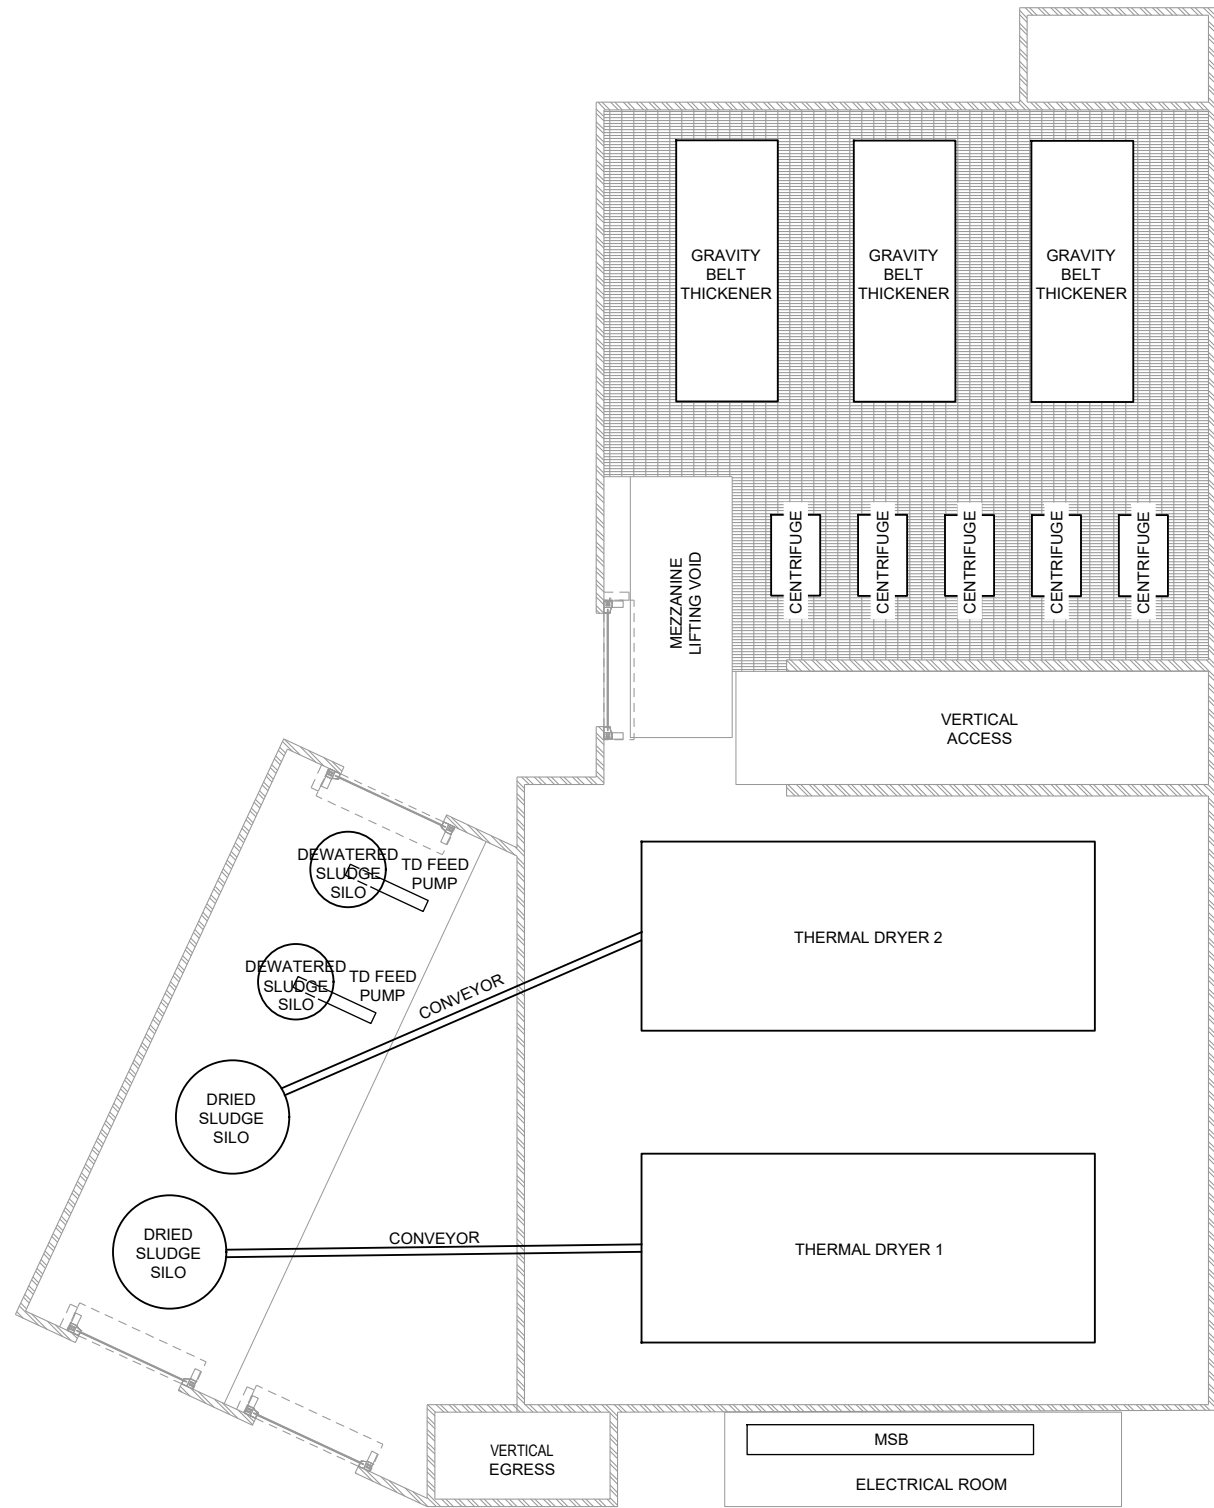 GRAVITY
BELT
THICKENER
GRAVITY
BELT
THICKENER
GRAVITY
BELT
THICKENER
CENTRIFUGE
CENTRIFUGE
CENTRIFUGE
CENTRIFUGE
CENTRIFUGE
MEZZANINE
LIFTING VOID
VERTICAL
ACCESS
DEWATERED
SLUDGE
SILO
TD FEED
PUMP
THERMAL DRYER 2
DEWATERED
SLUDGE
SILO
TD FEED
PUMP
CONVEYOR
DRIED
SLUDGE
SILO
DRIED
SLUDGE
SILO
CONVEYOR
THERMAL DRYER 1
VERTICAL
EGRESS
MSB
ELECTRICAL ROOM